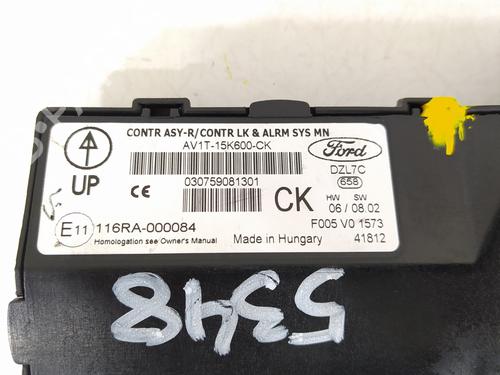 CONTR ASY-R/CONTR LK & ALRM SYS MN
AV1T-15K600-CK
Ford
UP
CE
030759081301
CK
DZL7C
658
HW SW
06 / 08.02
E11 116RA-000084
F005 V0 1573
Homologation see Owner's Manual
Made in Hungary
41812
5348